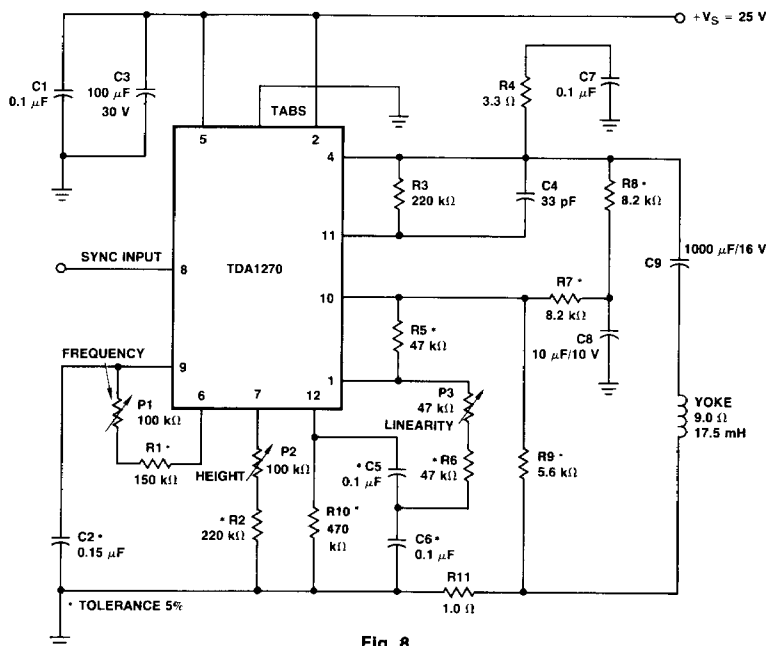 +VS = 25 V
C1
0.1 μF
C3
100 μF
30 V
TABS
R4
3.3 Ω
C7
0.1 μF
5
2
4
R3
220 kΩ
C4
33 pF
R8*
8.2 kΩ
11
C9
1000 μF/16 V
SYNC INPUT
8
TDA1270
10
R7*
8.2 kΩ
R5*
47 kΩ
C8
10 μF/10 V
FREQUENCY
9
1
P1
100 kΩ
6
7
12
P3
47 kΩ
LINEARITY
YOKE
9.0 Ω
17.5 mH
R1*
150 kΩ
P2
100 kΩ
HEIGHT
*C5
0.1 μF
*R6
47 kΩ
R9*
5.6 kΩ
C2*
0.15 μF
*R2
220 kΩ
R10*
470
kΩ
C6*
0.1 μF
R11
1.0 Ω
* TOLERANCE 5%
Fig. 8